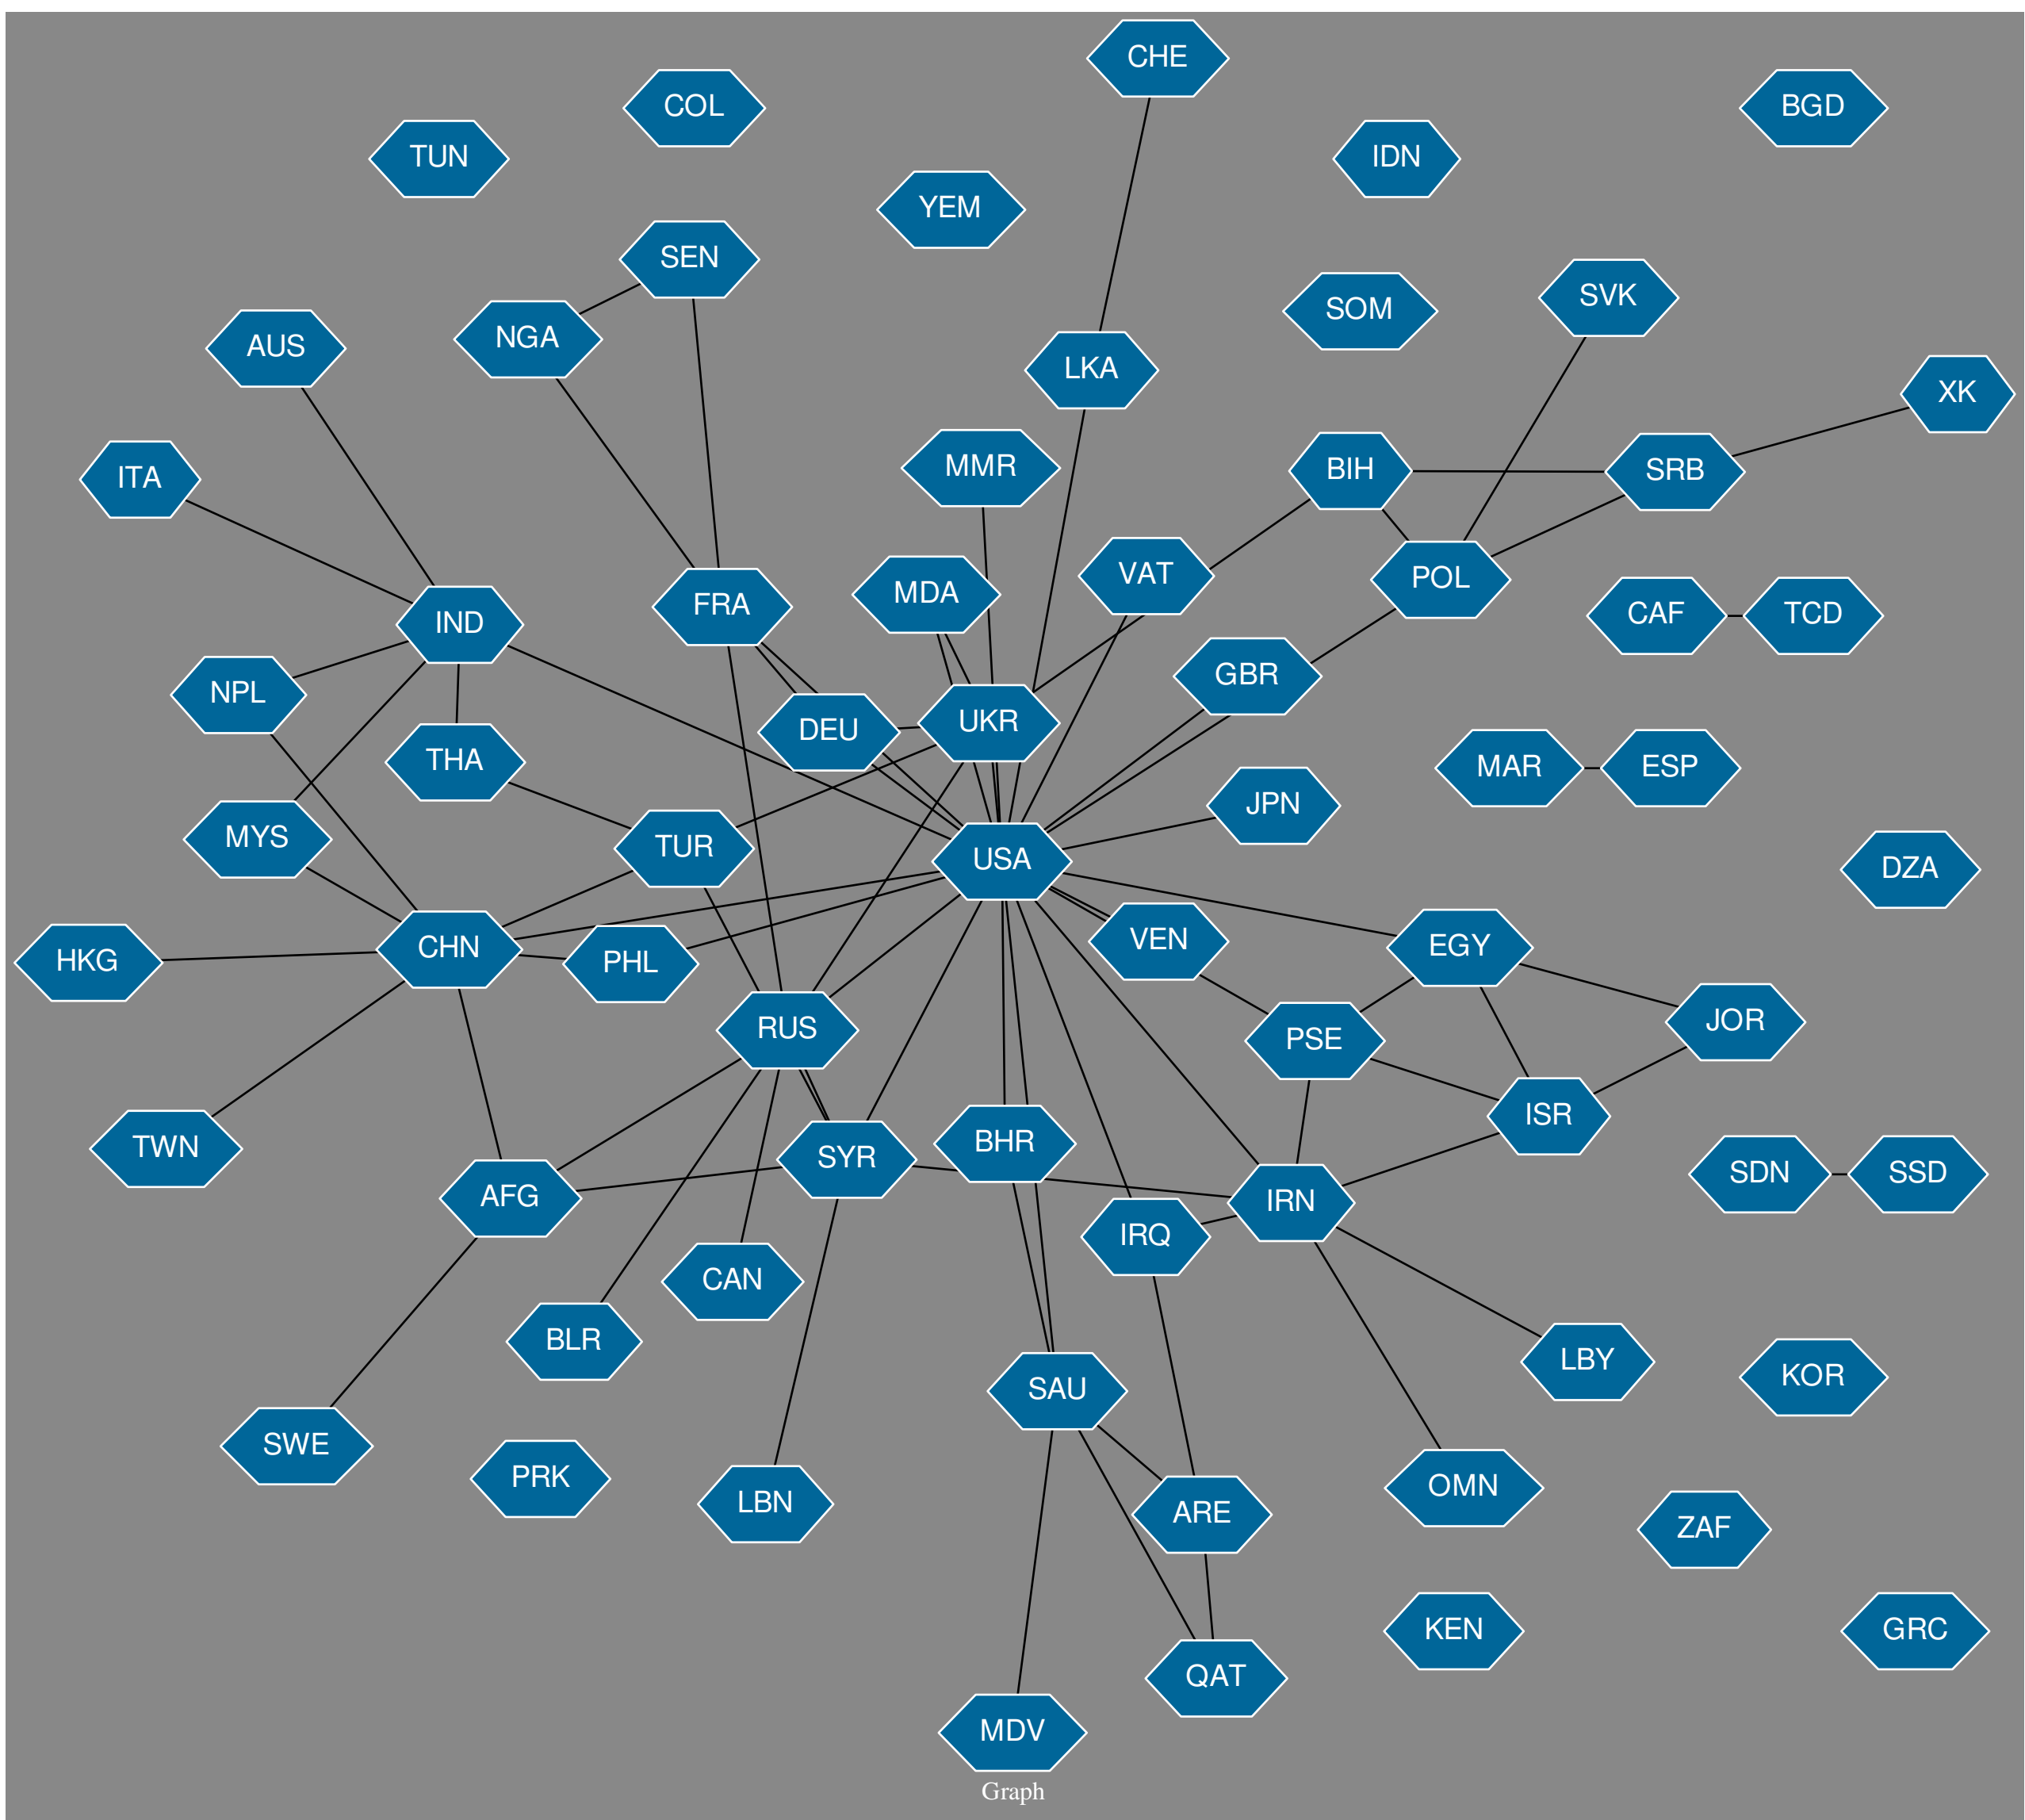 CHE
COL
BGD
TUN
IDN
YEM
SEN
SVK
SOM
NGA
AUS
LKA
XK
MMR
BIH
SRB
ITA
VAT
POL
MDA
FRA
CAF
TCD
IND
GBR
NPL
UKR
DEU
THA
MAR
ESP
JPN
MYS
TUR
USA
DZA
VEN
EGY
CHN
HKG
PHL
JOR
RUS
PSE
ISR
BHR
TWN
SYR
SDN
SSD
AFG
IRN
IRQ
CAN
BLR
LBY
KOR
SAU
SWE
PRK
OMN
LBN
ARE
ZAF
KEN
GRC
QAT
MDV
Graph